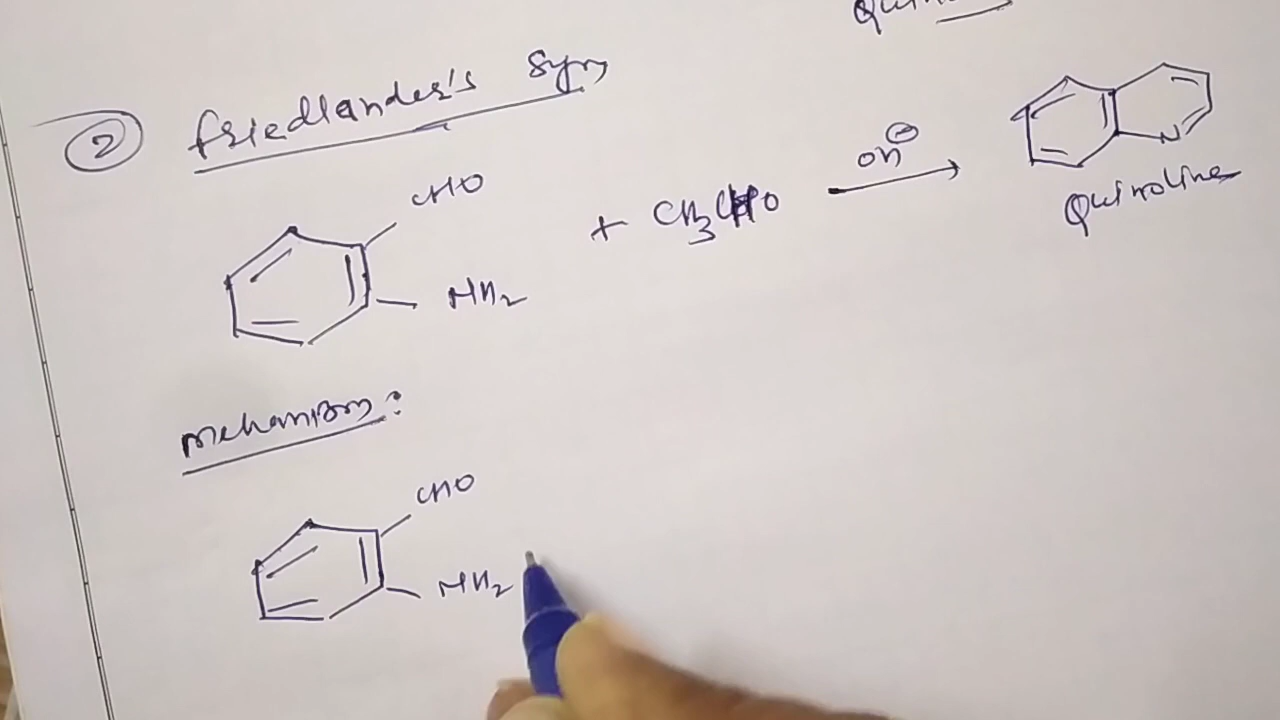 ② Friedlander's Syn
CHO
NH2
+ CH3CHO
OH⊖
N
Quinoline
Mechanism:
CHO
NH2